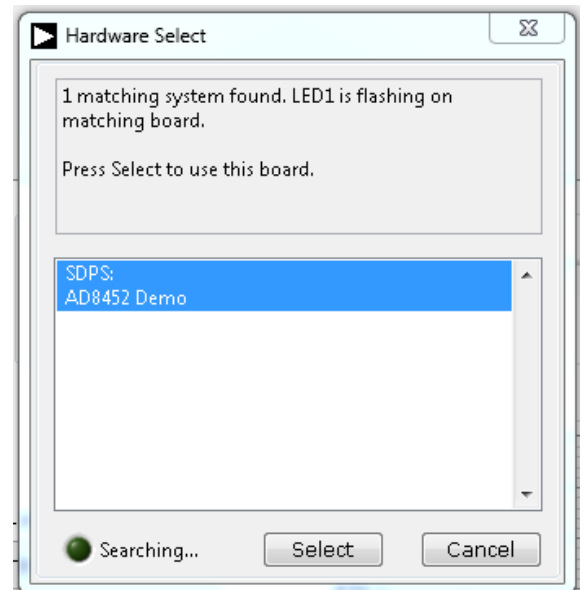 Hardware Select
1 matching system found. LED1 is flashing on
matching board.
Press Select to use this board.
SDPS:
AD8452 Demo
Searching...
Select
Cancel